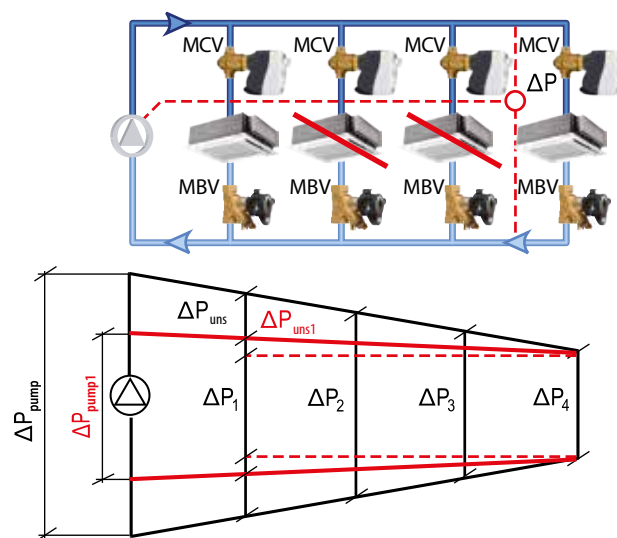 MCV MCV MCV MCV
ΔP
MBV MBV MBV MBV
ΔPuns ΔPuns1
ΔPpump ΔPpump1 ΔP1 ΔP2 ΔP3 ΔP4